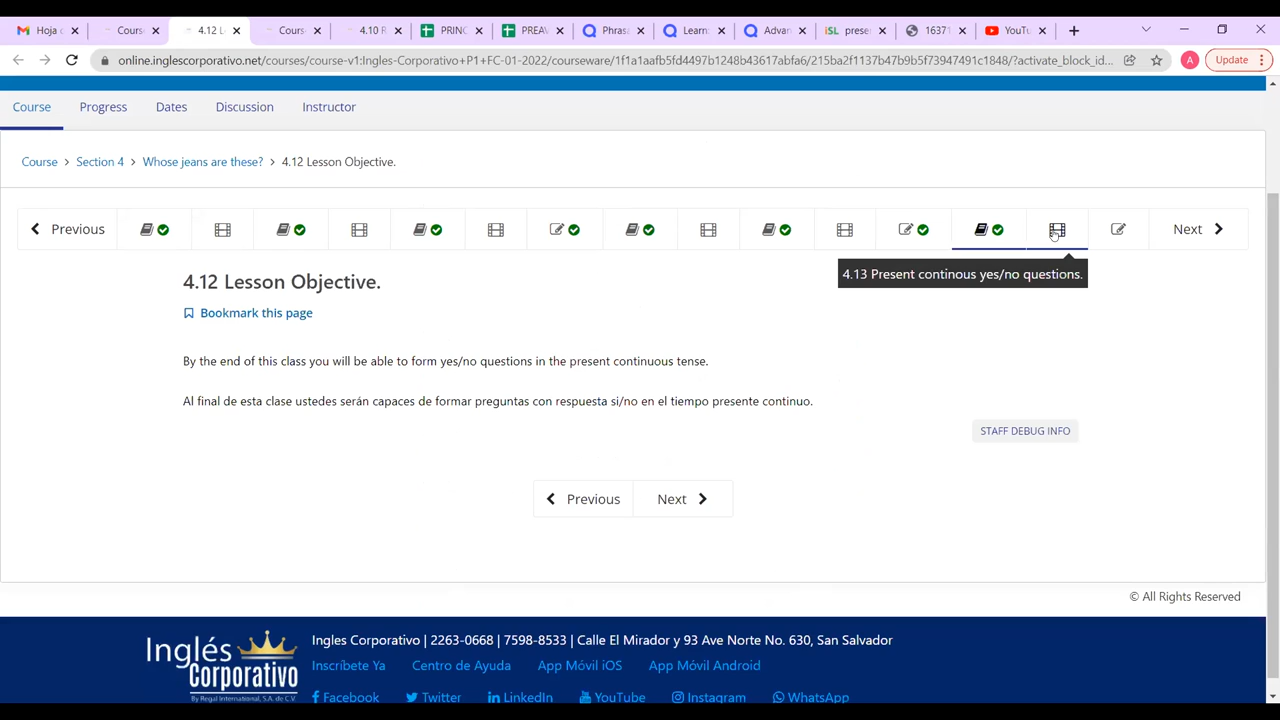 Hoja
Cours
4.12 L
Cours
4.10 R
PRINC
PREAV
Phras
Learn
Advan
iSL prese
16371
YouTu
online.inglescorporativo.net/courses/course-v1:Ingles-Corporativo+P1+FC-01-2022/courseware/1f1a1aafb5fd4497b1248b43617abfa6/215ba2f1137b47b9b5f73947491c1848/?activate_block_id...
A
Update
Course
Progress
Dates
Discussion
Instructor
Course > Section 4 > Whose jeans are these? > 4.12 Lesson Objective.
Previous
Next
4.13 Present continous yes/no questions.
4.12 Lesson Objective.
Bookmark this page
By the end of this class you will be able to form yes/no questions in the present continuous tense.
Al final de esta clase ustedes serán capaces de formar preguntas con respuesta si/no en el tiempo presente continuo.
STAFF DEBUG INFO
Previous
Next
© All Rights Reserved
Inglés
Corporativo
By Regal International, S.A. de C.V.
Ingles Corporativo | 2263-0668 | 7598-8533 | Calle El Mirador y 93 Ave Norte No. 630, San Salvador
Inscríbete Ya
Centro de Ayuda
App Móvil iOS
App Móvil Android
Facebook
Twitter
LinkedIn
YouTube
Instagram
WhatsApp